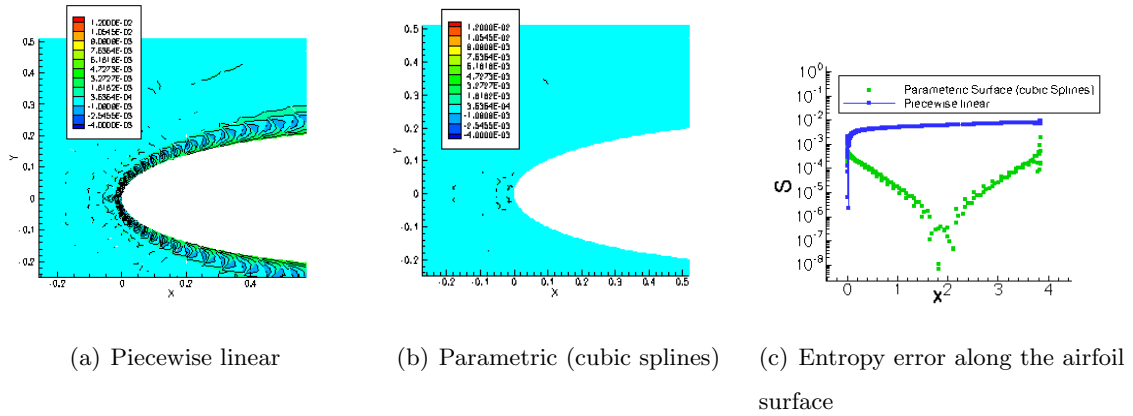 1.2000E-02
1.0545E-02
9.0909E-03
7.6364E-03
6.1818E-03
4.7273E-03
3.2727E-03
1.8182E-03
3.6364E-04
-1.0909E-03
-2.5455E-03
-4.0000E-03
0.5
0.4
0.3
0.2
0.1
0
-0.1
-0.2
Y
-0.2 0 0.2 0.4
X
1.2000E-02
1.0545E-02
9.0909E-03
7.6364E-03
6.1818E-03
4.7273E-03
3.2727E-03
1.8182E-03
3.6364E-04
-1.0909E-03
-2.5455E-03
-4.0000E-03
0.5
0.4
0.3
0.2
0.1
0
-0.1
-0.2
Y
-0.2 -0.1 0 0.1 0.2 0.3 0.4 0.5
X
10⁰
10⁻¹
10⁻²
10⁻³
10⁻⁴
10⁻⁵
10⁻⁶
10⁻⁷
10⁻⁸
S
Parametric Surface (cubic Splines)
Piecewise linear
0 1 2 3 4
X
(a) Piecewise linear
(b) Parametric (cubic splines)
(c) Entropy error along the airfoil
surface